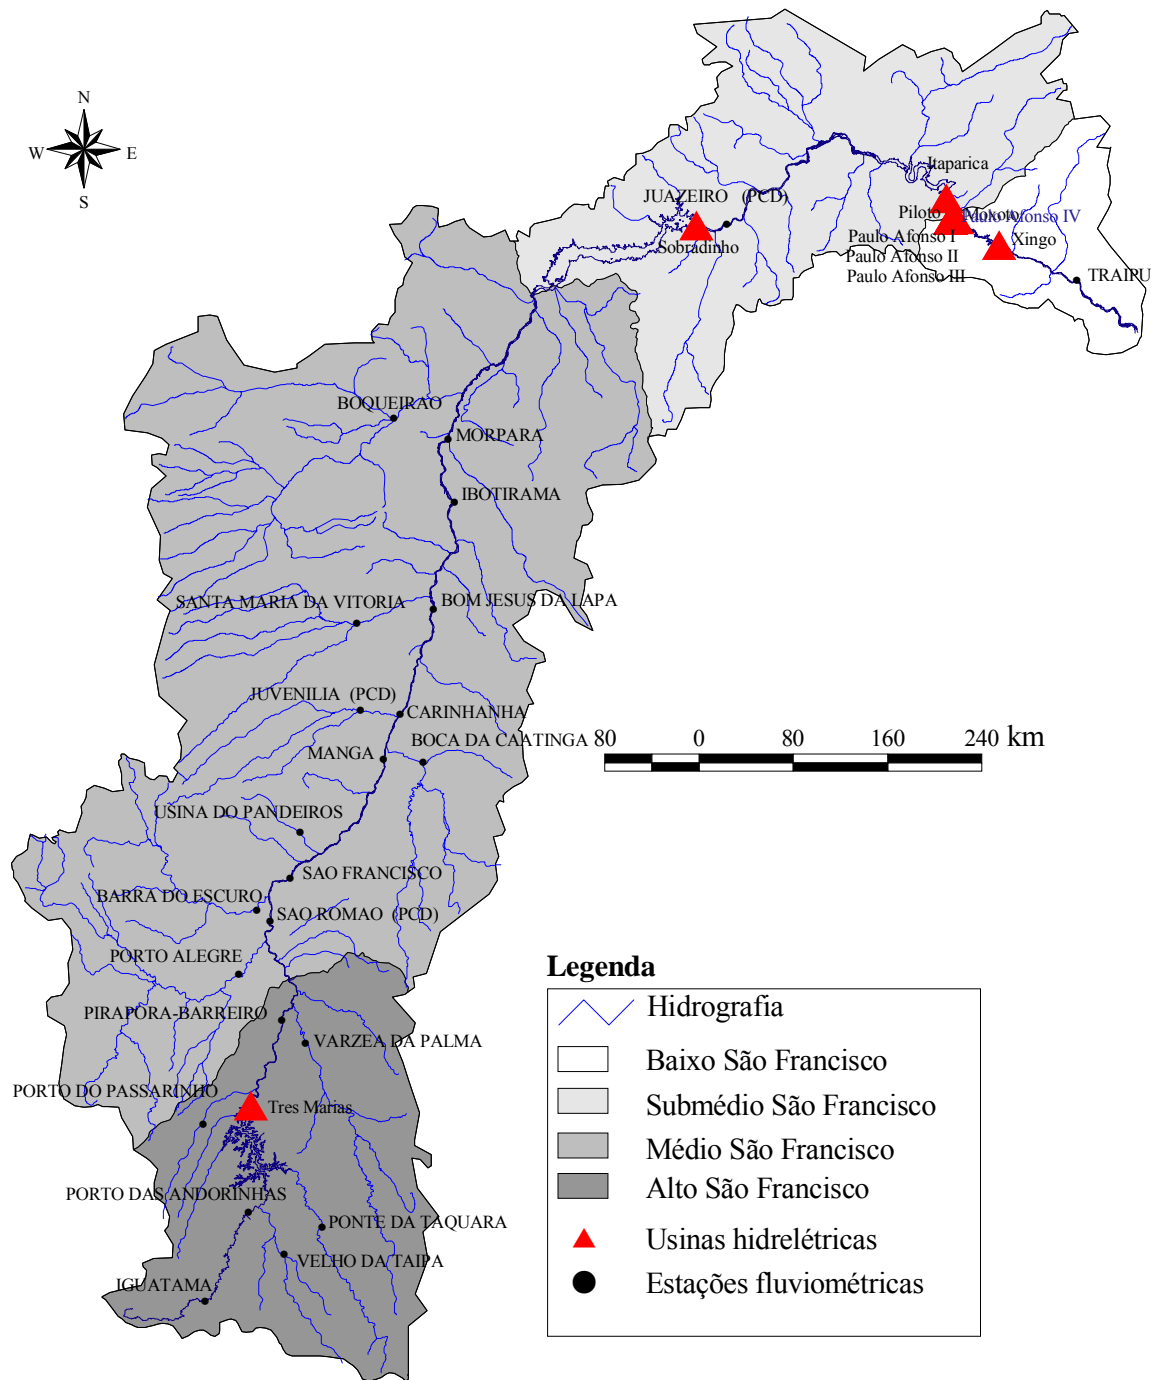 N
W E
S
Itaparica
JUAZEIRO (PCD)
Piloto Moxoto
Paulo Afonso IV
Paulo Afonso I
Xingo
Sobradinho
Paulo Afonso II
Paulo Afonso III
TRAIPU
BOQUEIRAO
MORPARA
IBOTIRAMA
SANTA MARIA DA VITORIA
BOM JESUS DA LAPA
JUVENILIA (PCD)
CARINHANHA
MANGA
BOCA DA CAATINGA
80 0 80 160 240 km
USINA DO PANDEIROS
SAO FRANCISCO
BARRA DO ESCURO
SAO ROMAO (PCD)
PORTO ALEGRE
PIRAPORA-BARREIRO
VARZEA DA PALMA
PORTO DO PASSARINHO
Tres Marias
PORTO DAS ANDORINHAS
PONTE DA TAQUARA
VELHO DA TAIPA
IGUATAMA
Legenda
Hidrografia
Baixo São Francisco
Submédio São Francisco
Médio São Francisco
Alto São Francisco
Usinas hidrelétricas
Estações fluviométricas